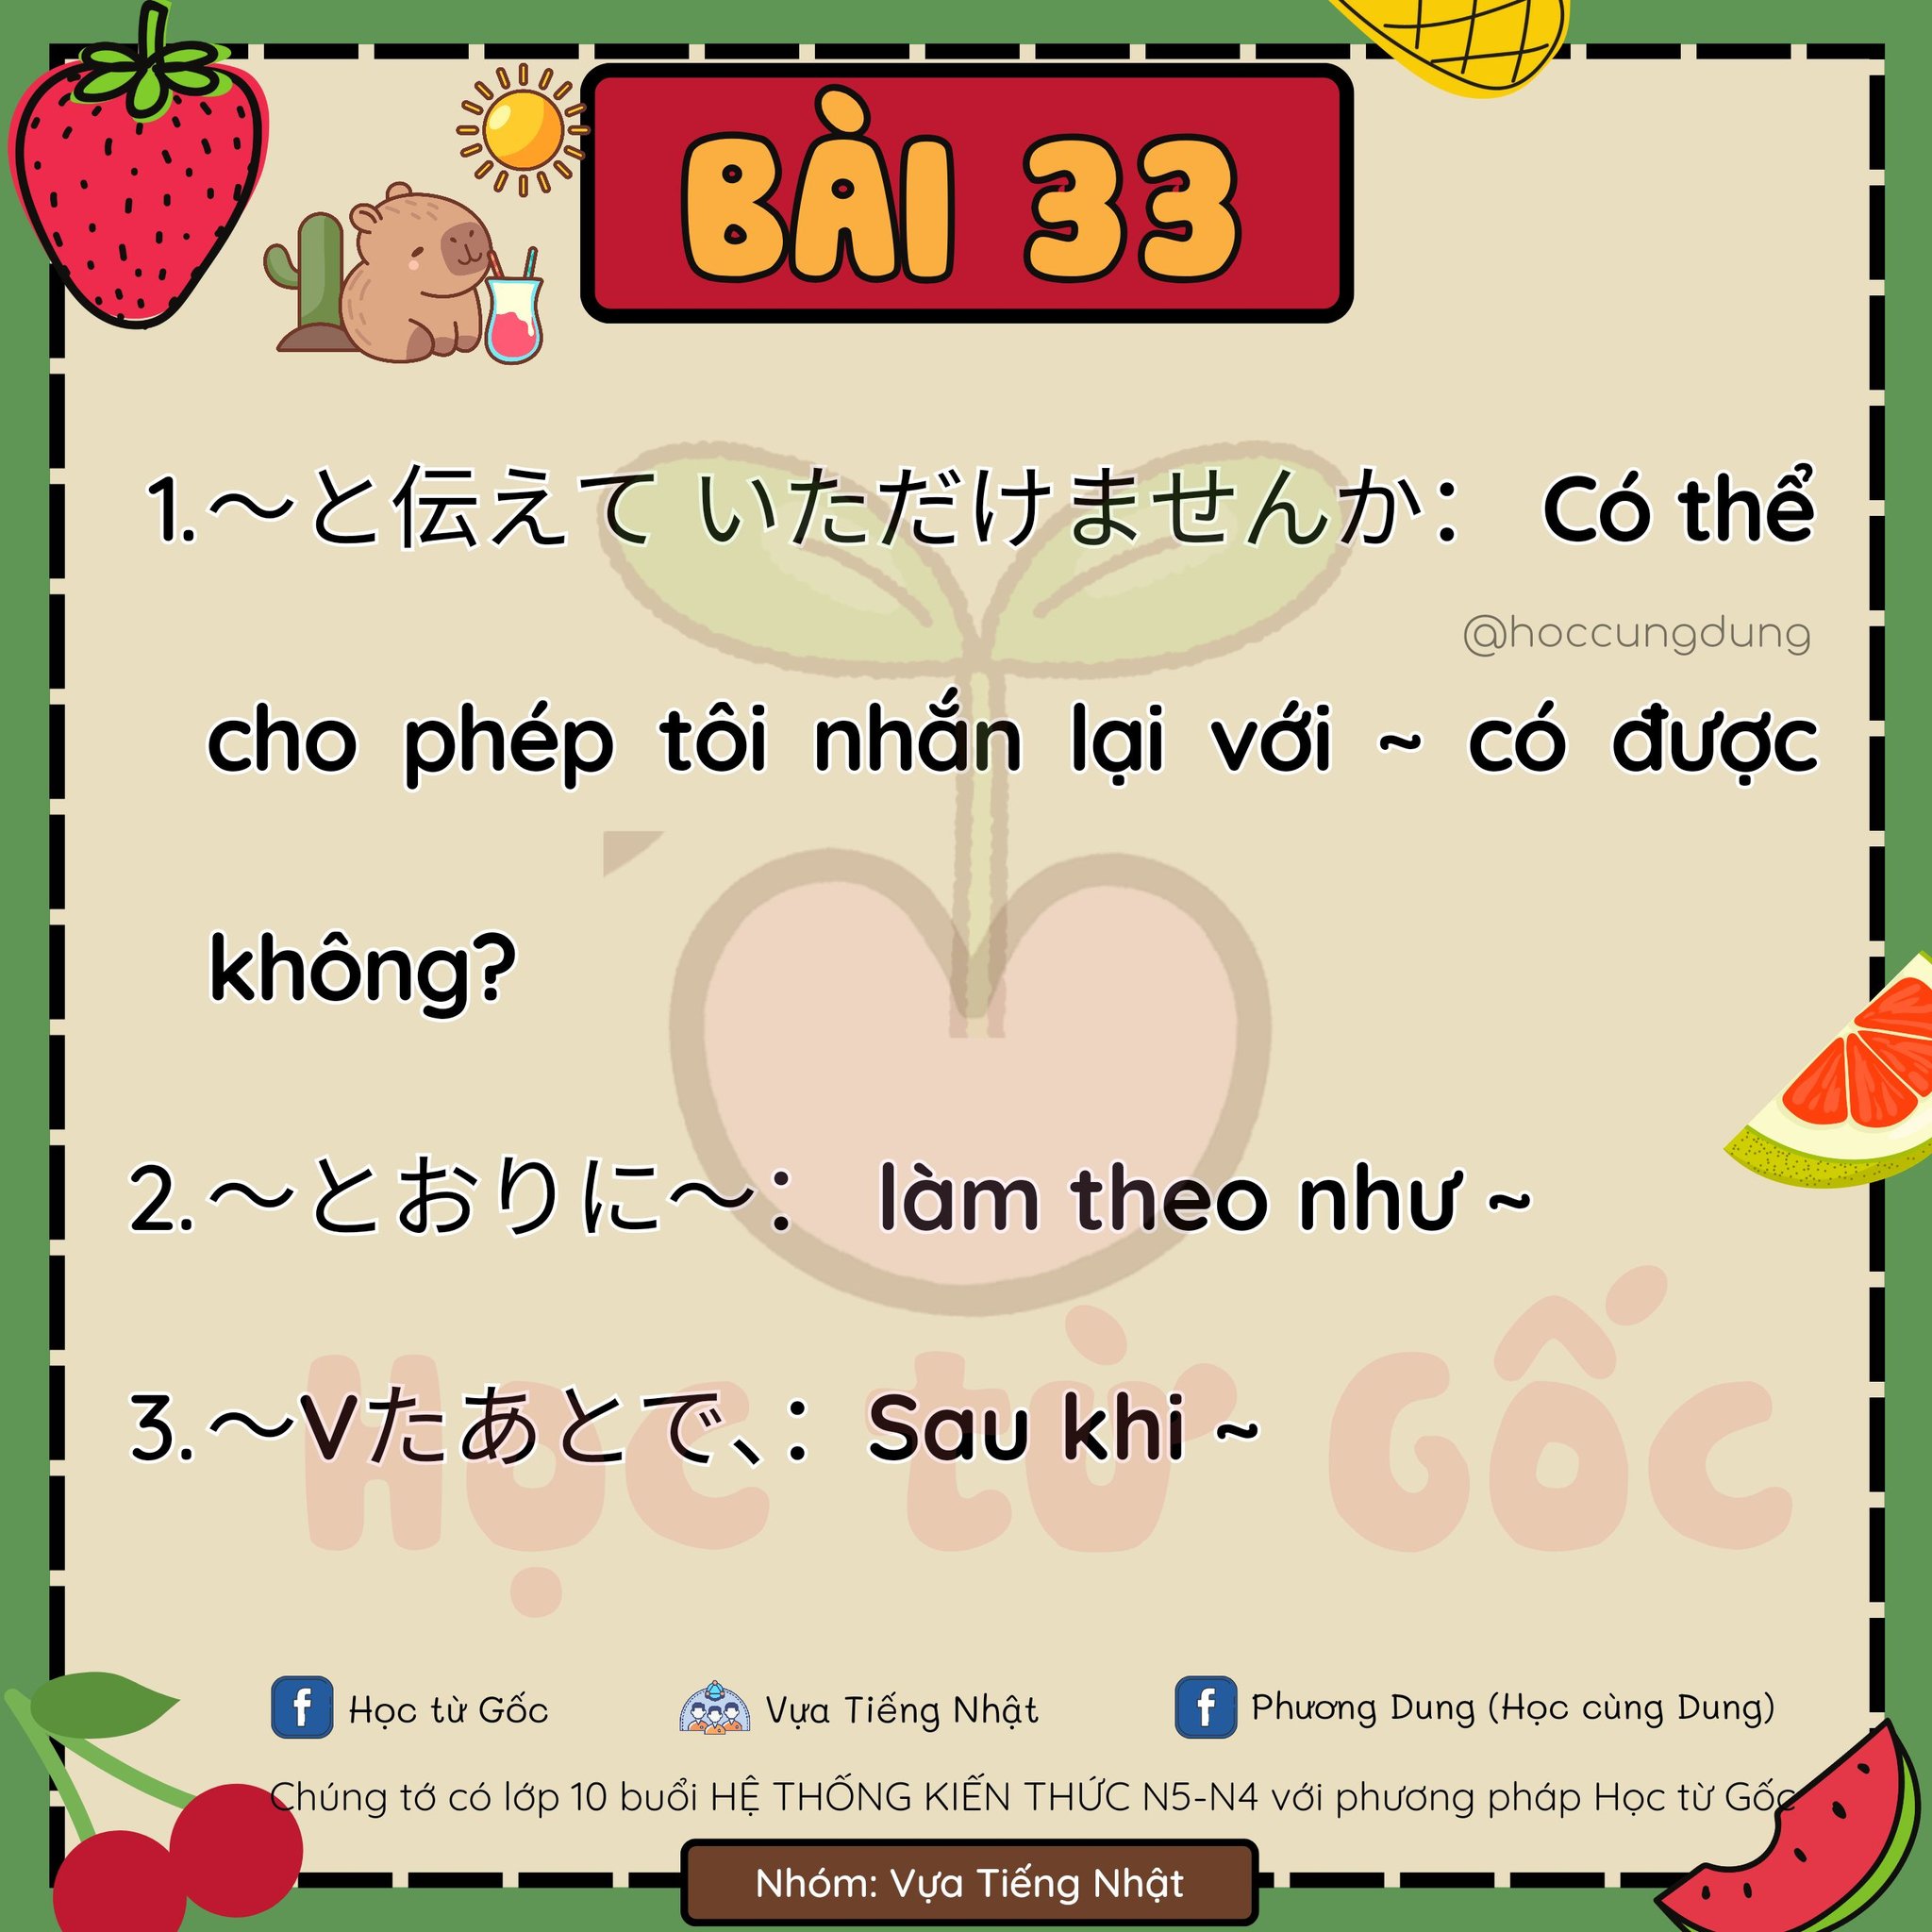 BÀI 33
1. ～と伝えて いただけませんか： Có thể
@hoccungdung
cho phép tôi nhắn lại với ~ có được
không?
2. ～とおりに～： làm theo như ~
3. ～Vたあとで、： Sau khi ~
Học từ Gốc
Học từ Gốc Vựa Tiếng Nhật Phương Dung (Học cùng Dung)
Chúng tớ có lớp 10 buổi HỆ THỐNG KIẾN THỨC N5-N4 với phương pháp Học từ Gốc
Nhóm: Vựa Tiếng Nhật